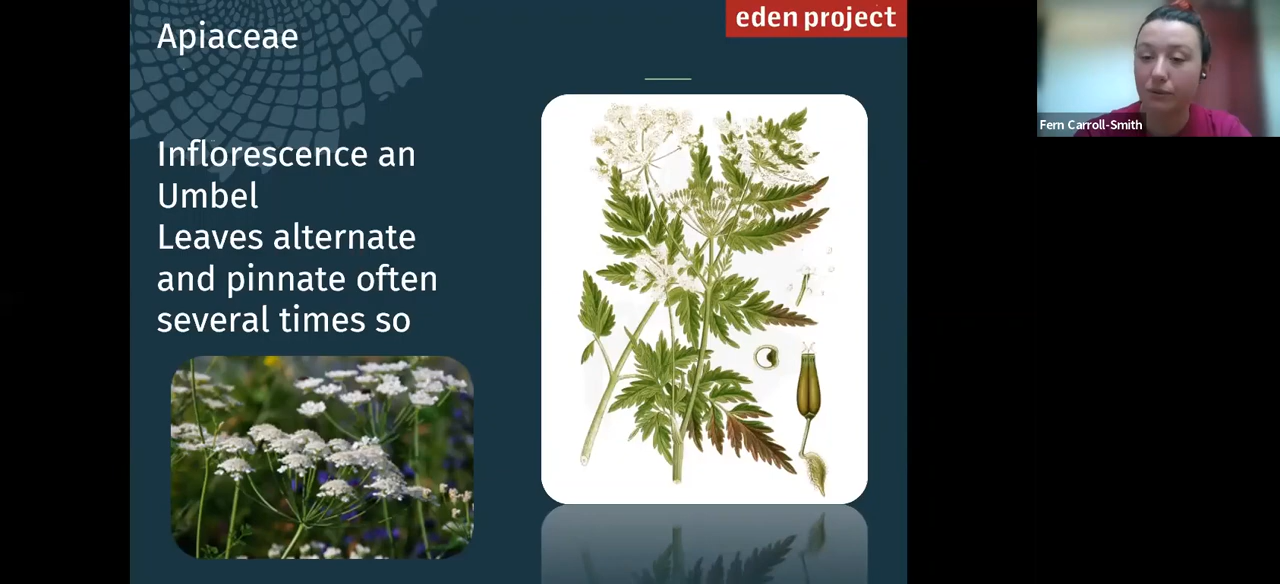 Apiaceae
eden project
Inflorescence an
Umbel
Leaves alternate
and pinnate often
several times so
Fern Carroll-Smith